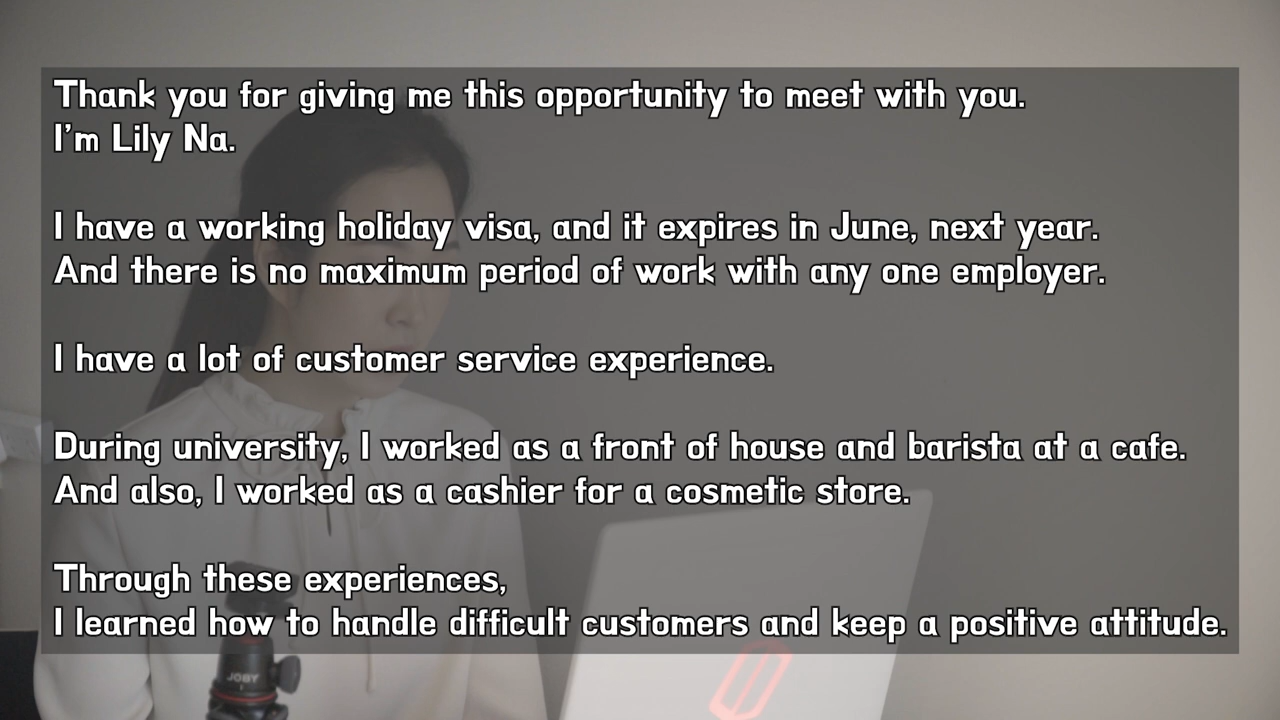 Thank you for giving me this opportunity to meet with you.
I'm Lily Na.
I have a working holiday visa, and it expires in June, next year.
And there is no maximum period of work with any one employer.
I have a lot of customer service experience.
During university, I worked as a front of house and barista at a cafe.
And also, I worked as a cashier for a cosmetic store.
Through these experiences,
I learned how to handle difficult customers and keep a positive attitude.
JOBY